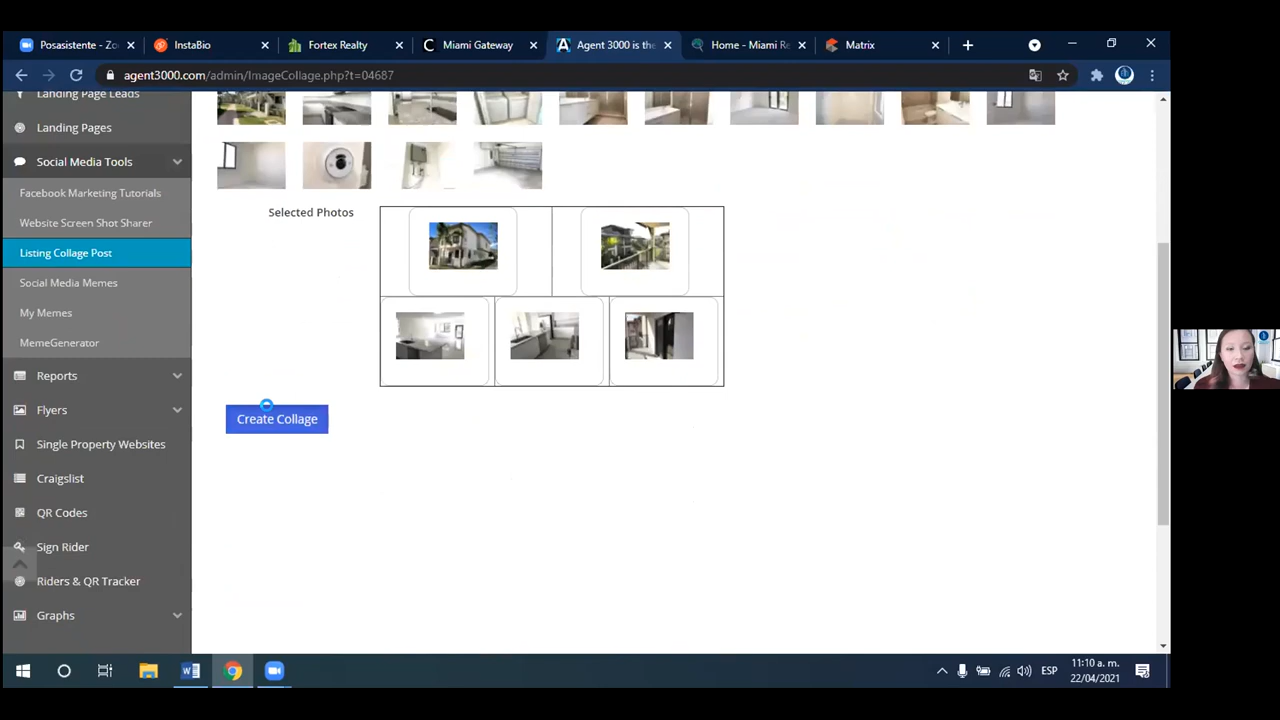 Posasistente - Zo
InstaBio
Fortex Realty
Miami Gateway
Agent 3000 is the
Home - Miami Re
Matrix
agent3000.com/admin/ImageCollage.php?t=04687
Landing Page Leads
Landing Pages
Social Media Tools
Facebook Marketing Tutorials
Website Screen Shot Sharer
Listing Collage Post
Social Media Memes
My Memes
MemeGenerator
Reports
Flyers
Single Property Websites
Craigslist
QR Codes
Sign Rider
Riders & QR Tracker
Graphs
Selected Photos
Create Collage
ESP
11:10 a. m.
22/04/2021